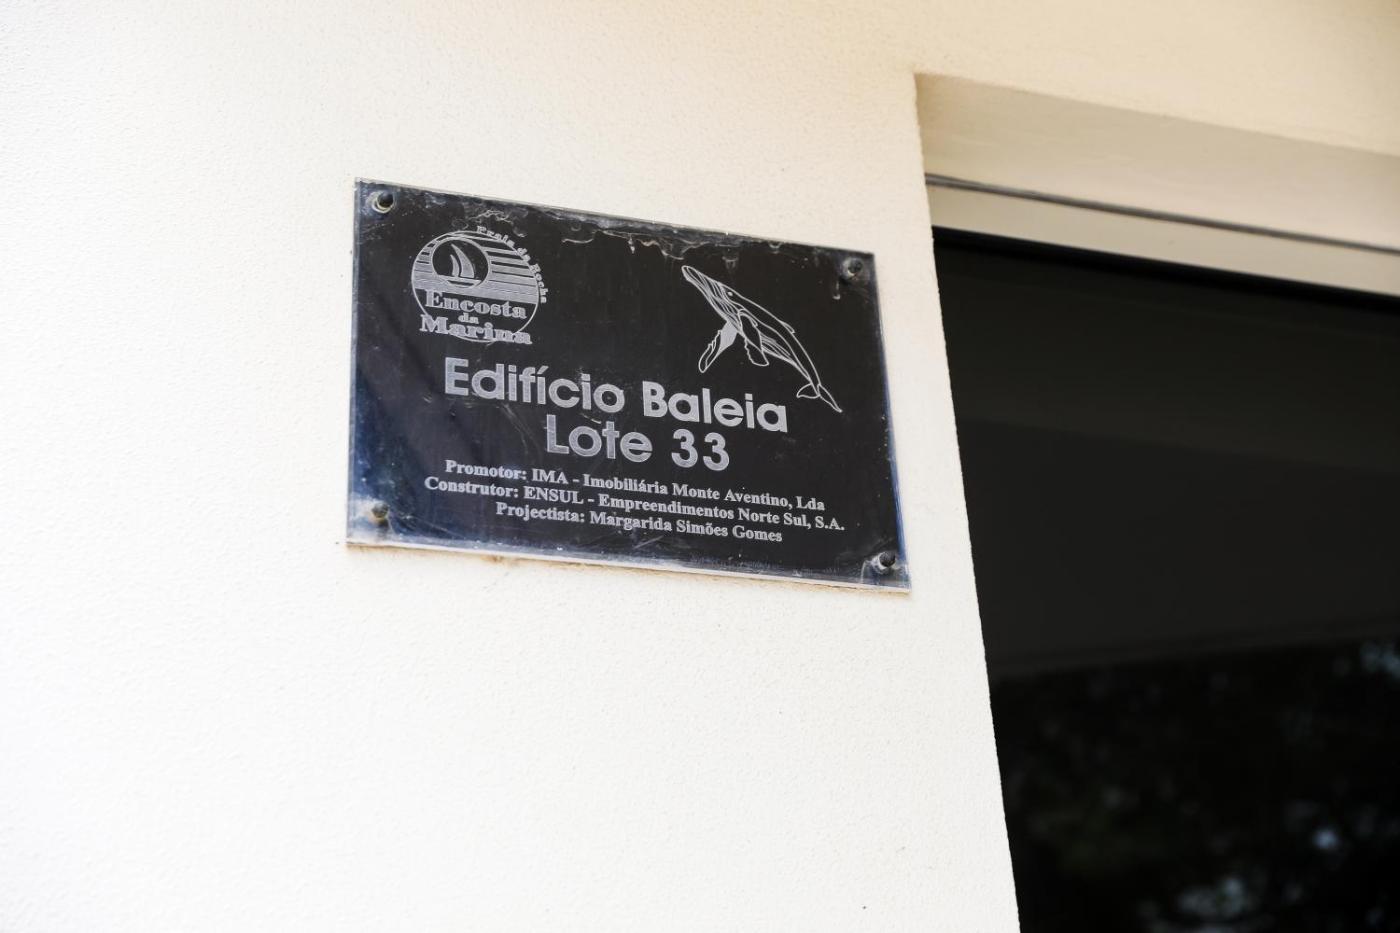 Praia da Rocha
Encosta
da
Marina
Edifício Baleia
Lote 33
Promotor: IMA - Imobiliária Monte Aventino, Lda
Construtor: ENSUL - Empreendimentos Norte Sul, S.A.
Projectista: Margarida Simões Gomes